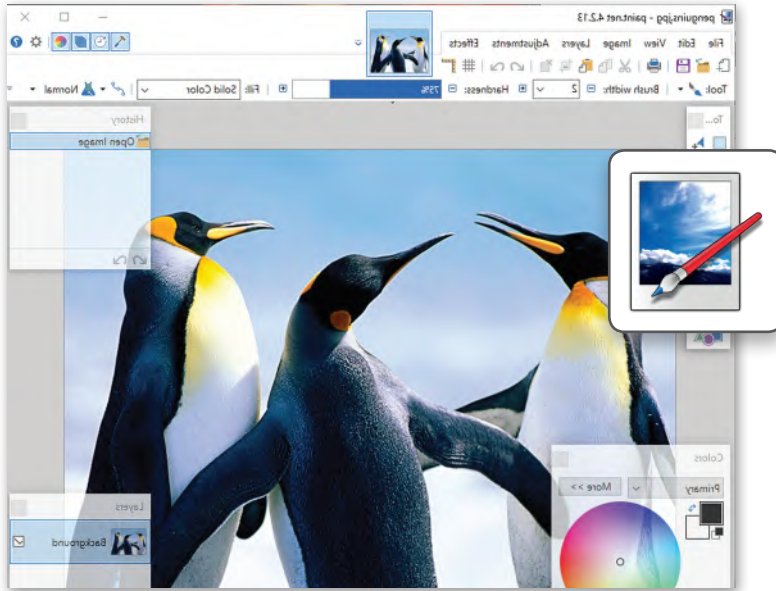 penguins.jpg - paint.net 4.2.13
File Edit View Image Layers Adjustments Effects
Tool: Brush width: 2 Hardness: 75% Fill: Solid Color Normal
To...
History
Open Image
Colors
Primary More >>
Layers
Background